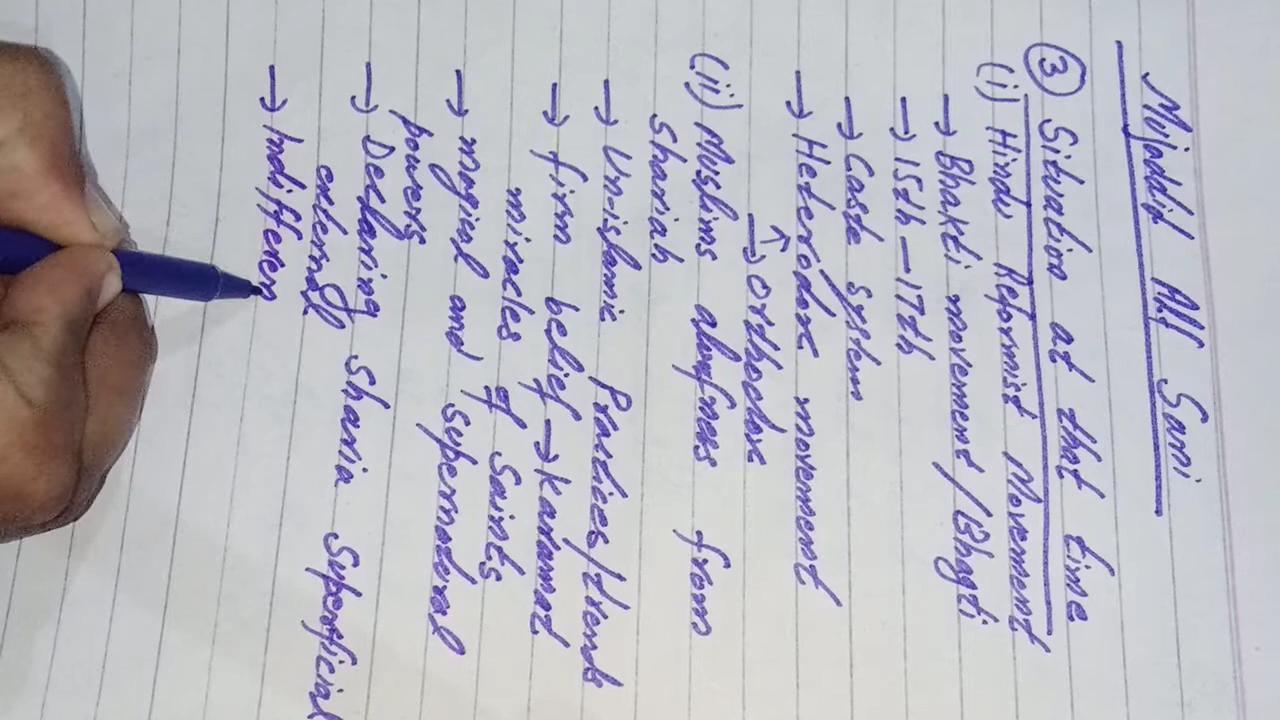 Mujaddid Alf Sani
③ Situation at that time
(i) Hindu Reformist Movement
→ Bhakti movement / Bhagti
→ 15th - 17th
→ Caste system
→ Heterodox movement
↑→ Orthodox
(ii) Muslims aloofness from
Shariah
→ Un-islamic Practices/trends
→ firm belief → Karamat
miracles of Saints
→ magical and supernatural
powers
→ Declaring Sharia Superficial
external
→ Indifferen